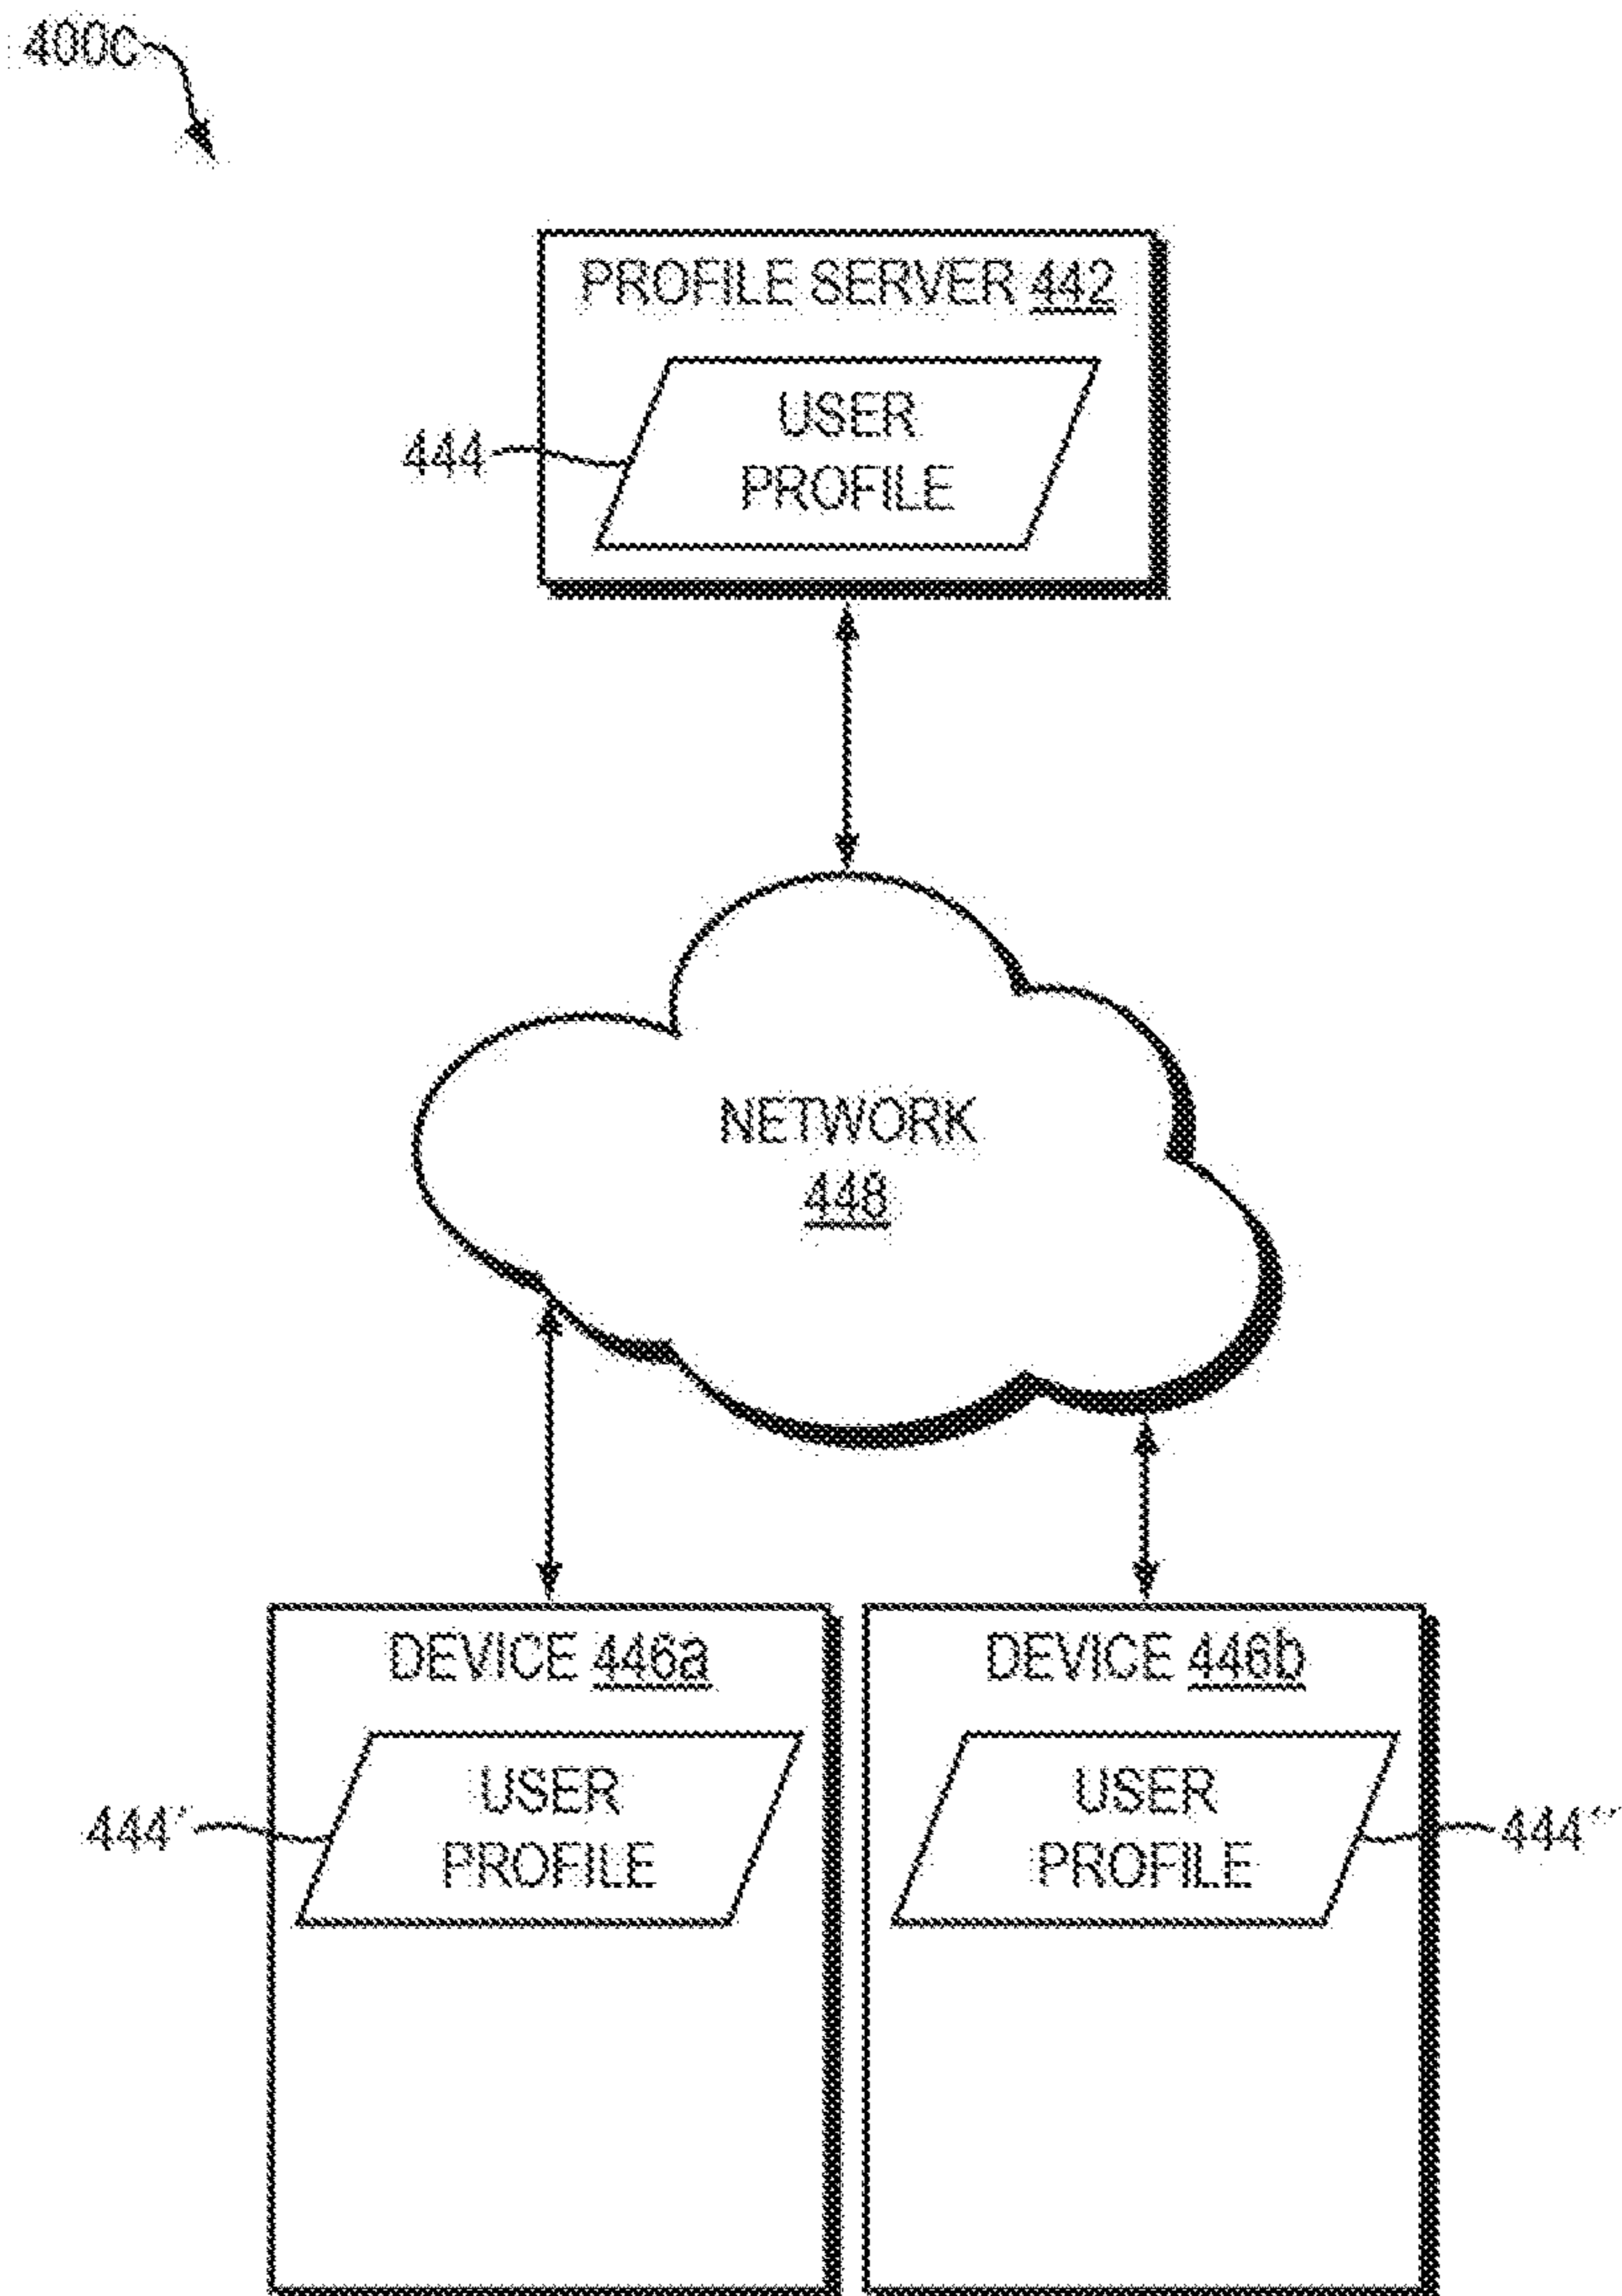 400c
PROFILE SERVER 442
444
USER
PROFILE
NETWORK
448
DEVICE 446a
DEVICE 446b
444'
USER
PROFILE
USER
PROFILE
444''